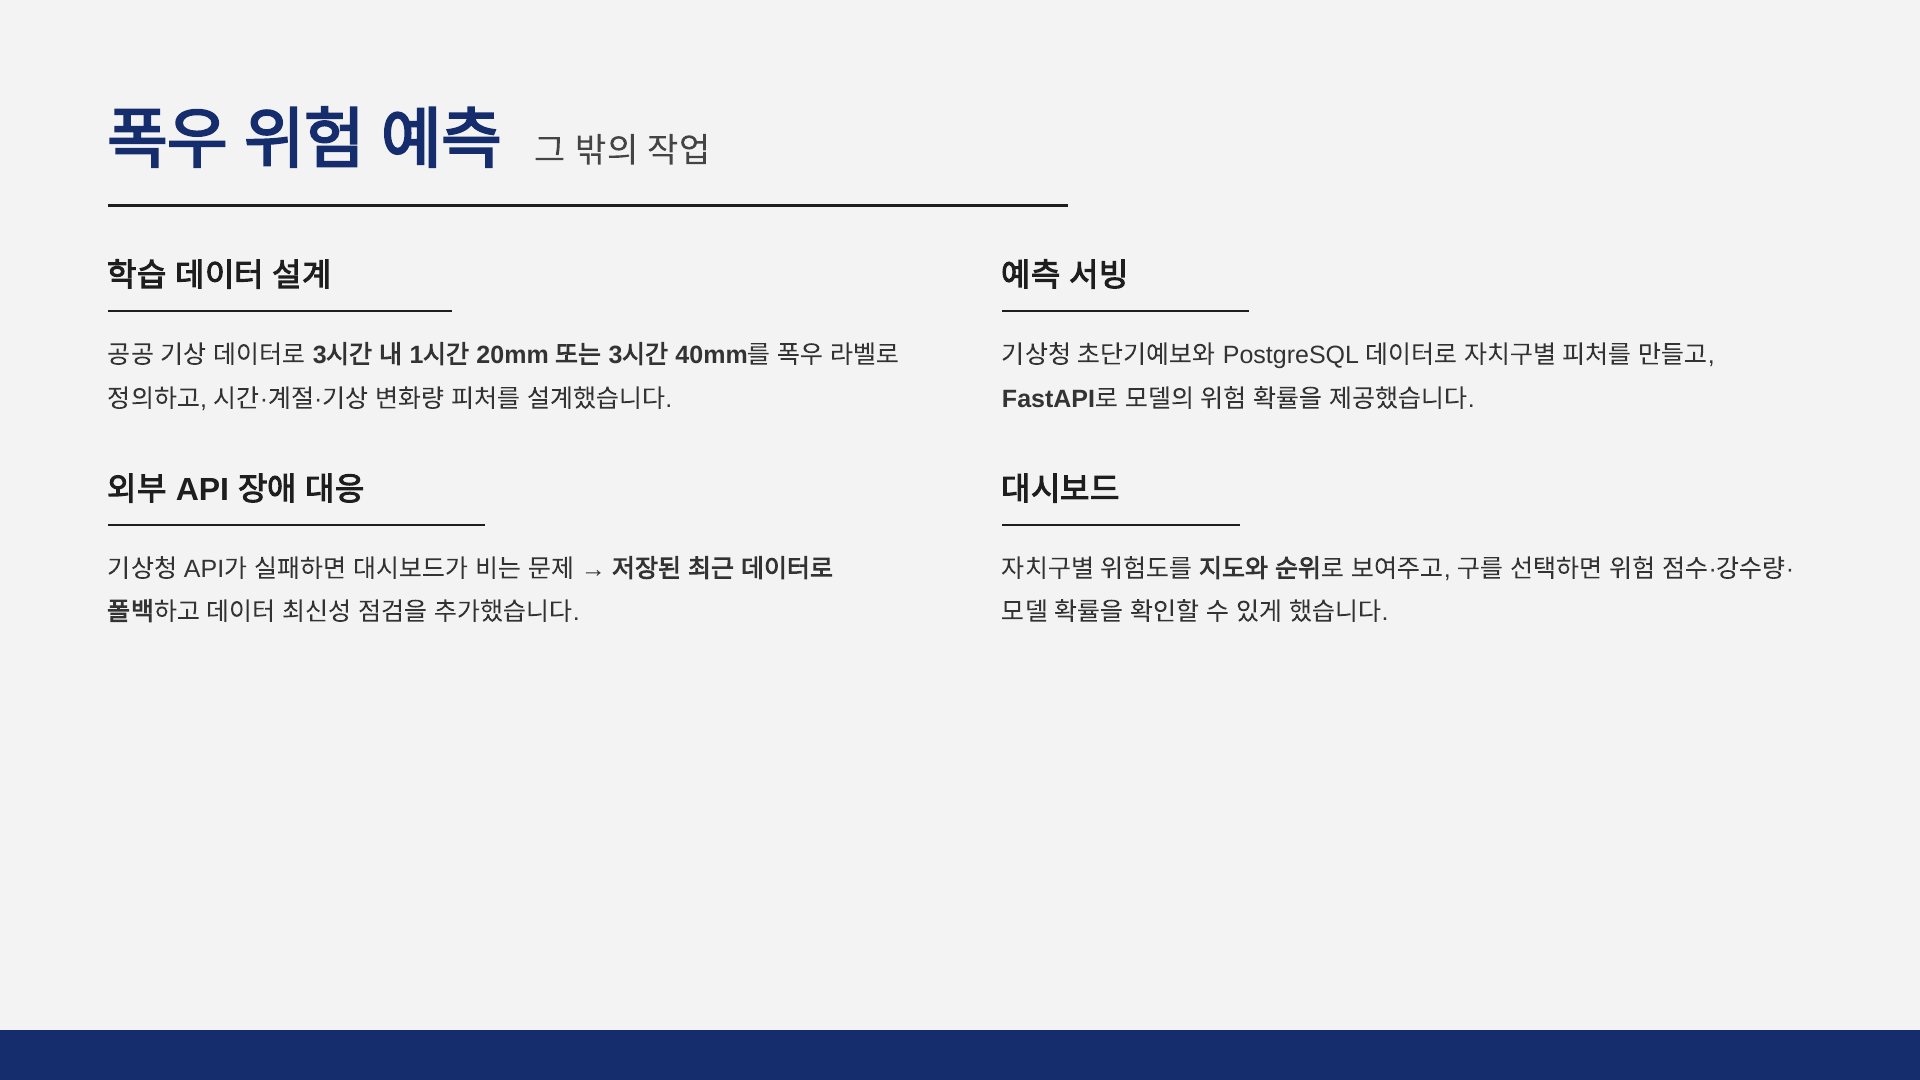 폭우 위험 예측 그 밖의 작업
학습 데이터 설계
공공 기상 데이터로 3시간 내 1시간 20mm 또는 3시간 40mm를 폭우 라벨로
정의하고, 시간·계절·기상 변화량 피처를 설계했습니다.
예측 서빙
기상청 초단기예보와 PostgreSQL 데이터로 자치구별 피처를 만들고,
FastAPI로 모델의 위험 확률을 제공했습니다.
외부 API 장애 대응
기상청 API가 실패하면 대시보드가 비는 문제 → 저장된 최근 데이터로
폴백하고 데이터 최신성 점검을 추가했습니다.
대시보드
자치구별 위험도를 지도와 순위로 보여주고, 구를 선택하면 위험 점수·강수량·
모델 확률을 확인할 수 있게 했습니다.